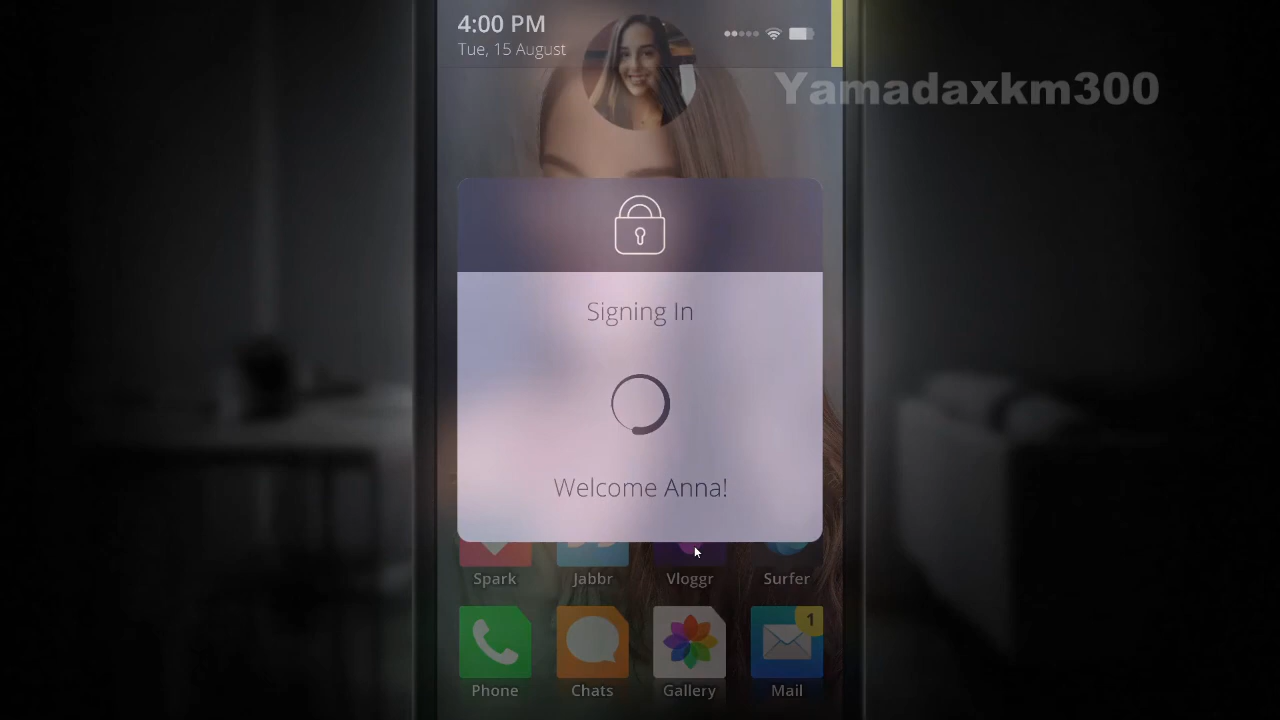 4:00 PM
Tue, 15 August
Yamadaxkm300
Signing In
Welcome Anna!
Spark
Jabbr
Vloggr
Surfer
1
Phone
Chats
Gallery
Mail